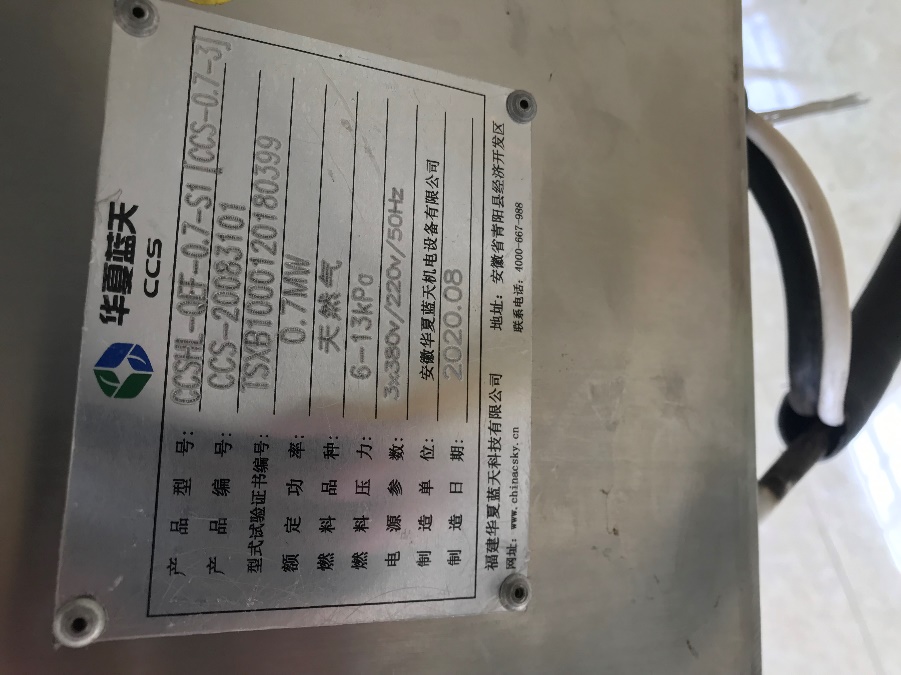 华夏蓝天
CCS
产品型号: CCSHL-QEF-0.7-S1 [CCS-0.7-3]
产品编号: CCS-20083101
型式试验证书编号: TSXB1000120180399
额定功率: 0.7MW
燃料品种: 天然气
燃料压力: 6-13kPa
电源参数: 3x380v/220v/50Hz
制造单位: 安徽华夏蓝天机电设备有限公司
制造日期: 2020.08
福建华夏蓝天科技有限公司 地址: 安徽省青阳县经济开发区
网址: www.chinacsky.cn 联系电话: 4000-667-988